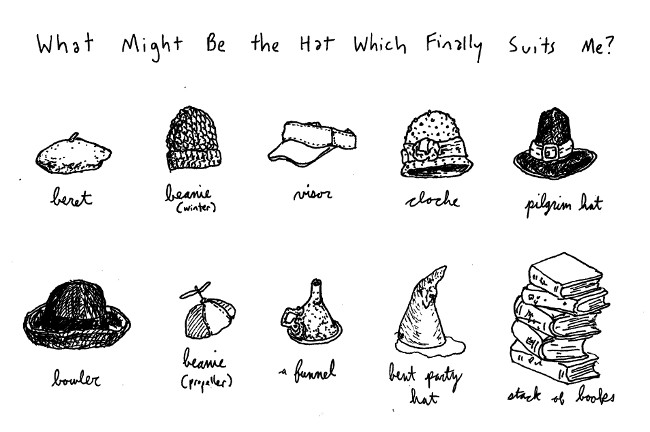 What Might Be the Hat Which Finally Suits Me?
beret
beanie
(winter)
visor
cloche
pilgrim hat
bowler
beanie
(propeller)
a funnel
bent party
hat
stack of books